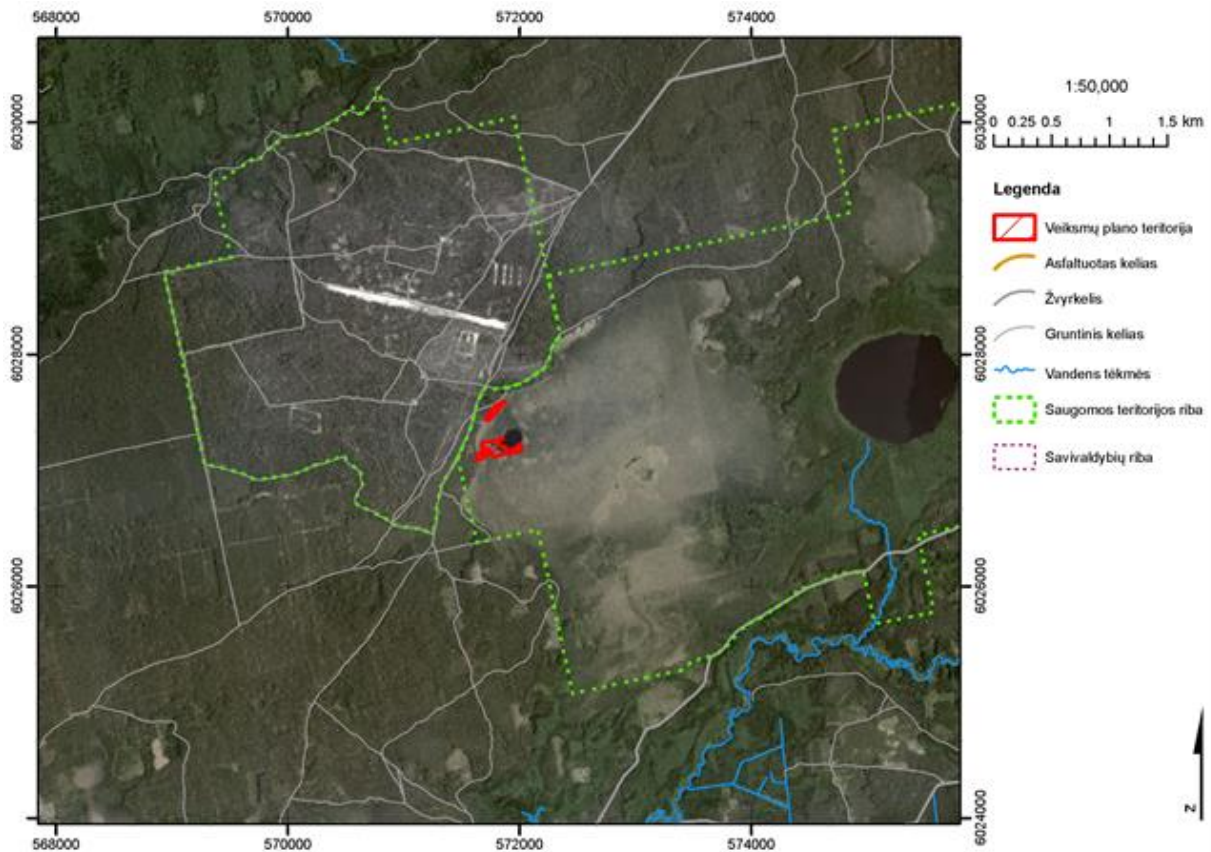 568000 570000 572000 574000
6030000
6028000
6026000
6030000
6028000
6026000
6024000
568000 570000 572000 574000
1:50,000
0 0.25 0.5 1 1.5 km
Legenda
Veiksmų plano teritorija
Asfaltuotas kelias
Žvyrkelis
Gruntinis kelias
Vandens tėkmės
Saugomos teritorijos riba
Savivaldybių riba
N